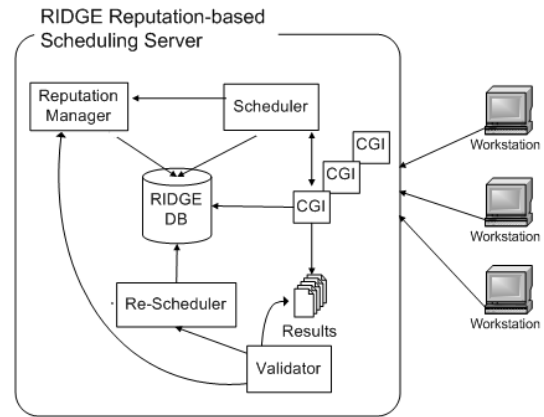 RIDGE Reputation-based
Scheduling Server
Reputation
Manager
Scheduler
CGI
CGI
CGI
RIDGE
DB
Re-Scheduler
Results
Validator
Workstation
Workstation
Workstation